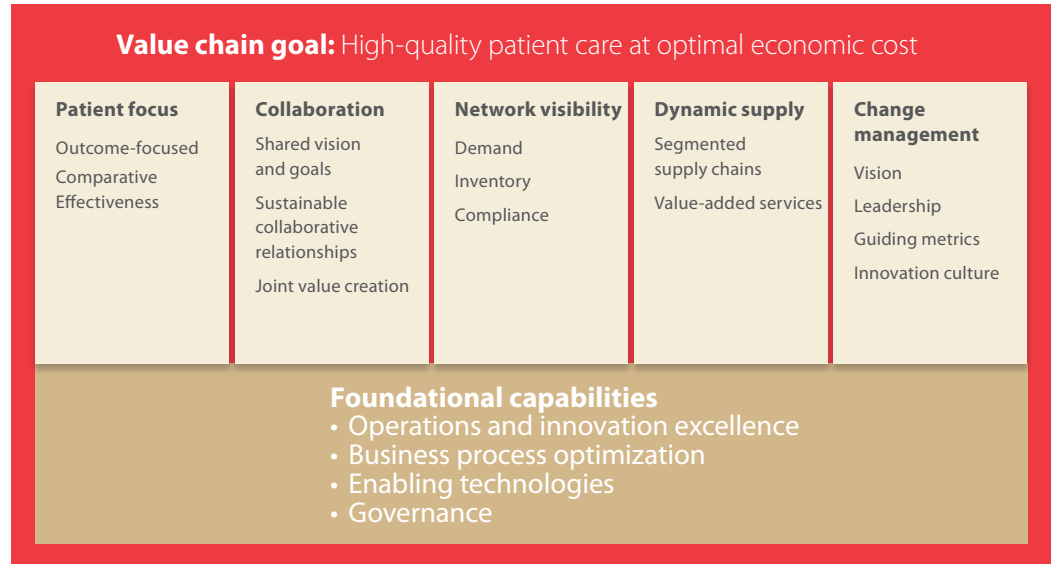 Value chain goal: High-quality patient care at optimal economic cost
Patient focus
Outcome-focused
Comparative
Effectiveness
Collaboration
Shared vision
and goals
Sustainable
collaborative
relationships
Joint value creation
Network visibility
Demand
Inventory
Compliance
Dynamic supply
Segmented
supply chains
Value-added services
Change
management
Vision
Leadership
Guiding metrics
Innovation culture
Foundational capabilities
• Operations and innovation excellence
• Business process optimization
• Enabling technologies
• Governance